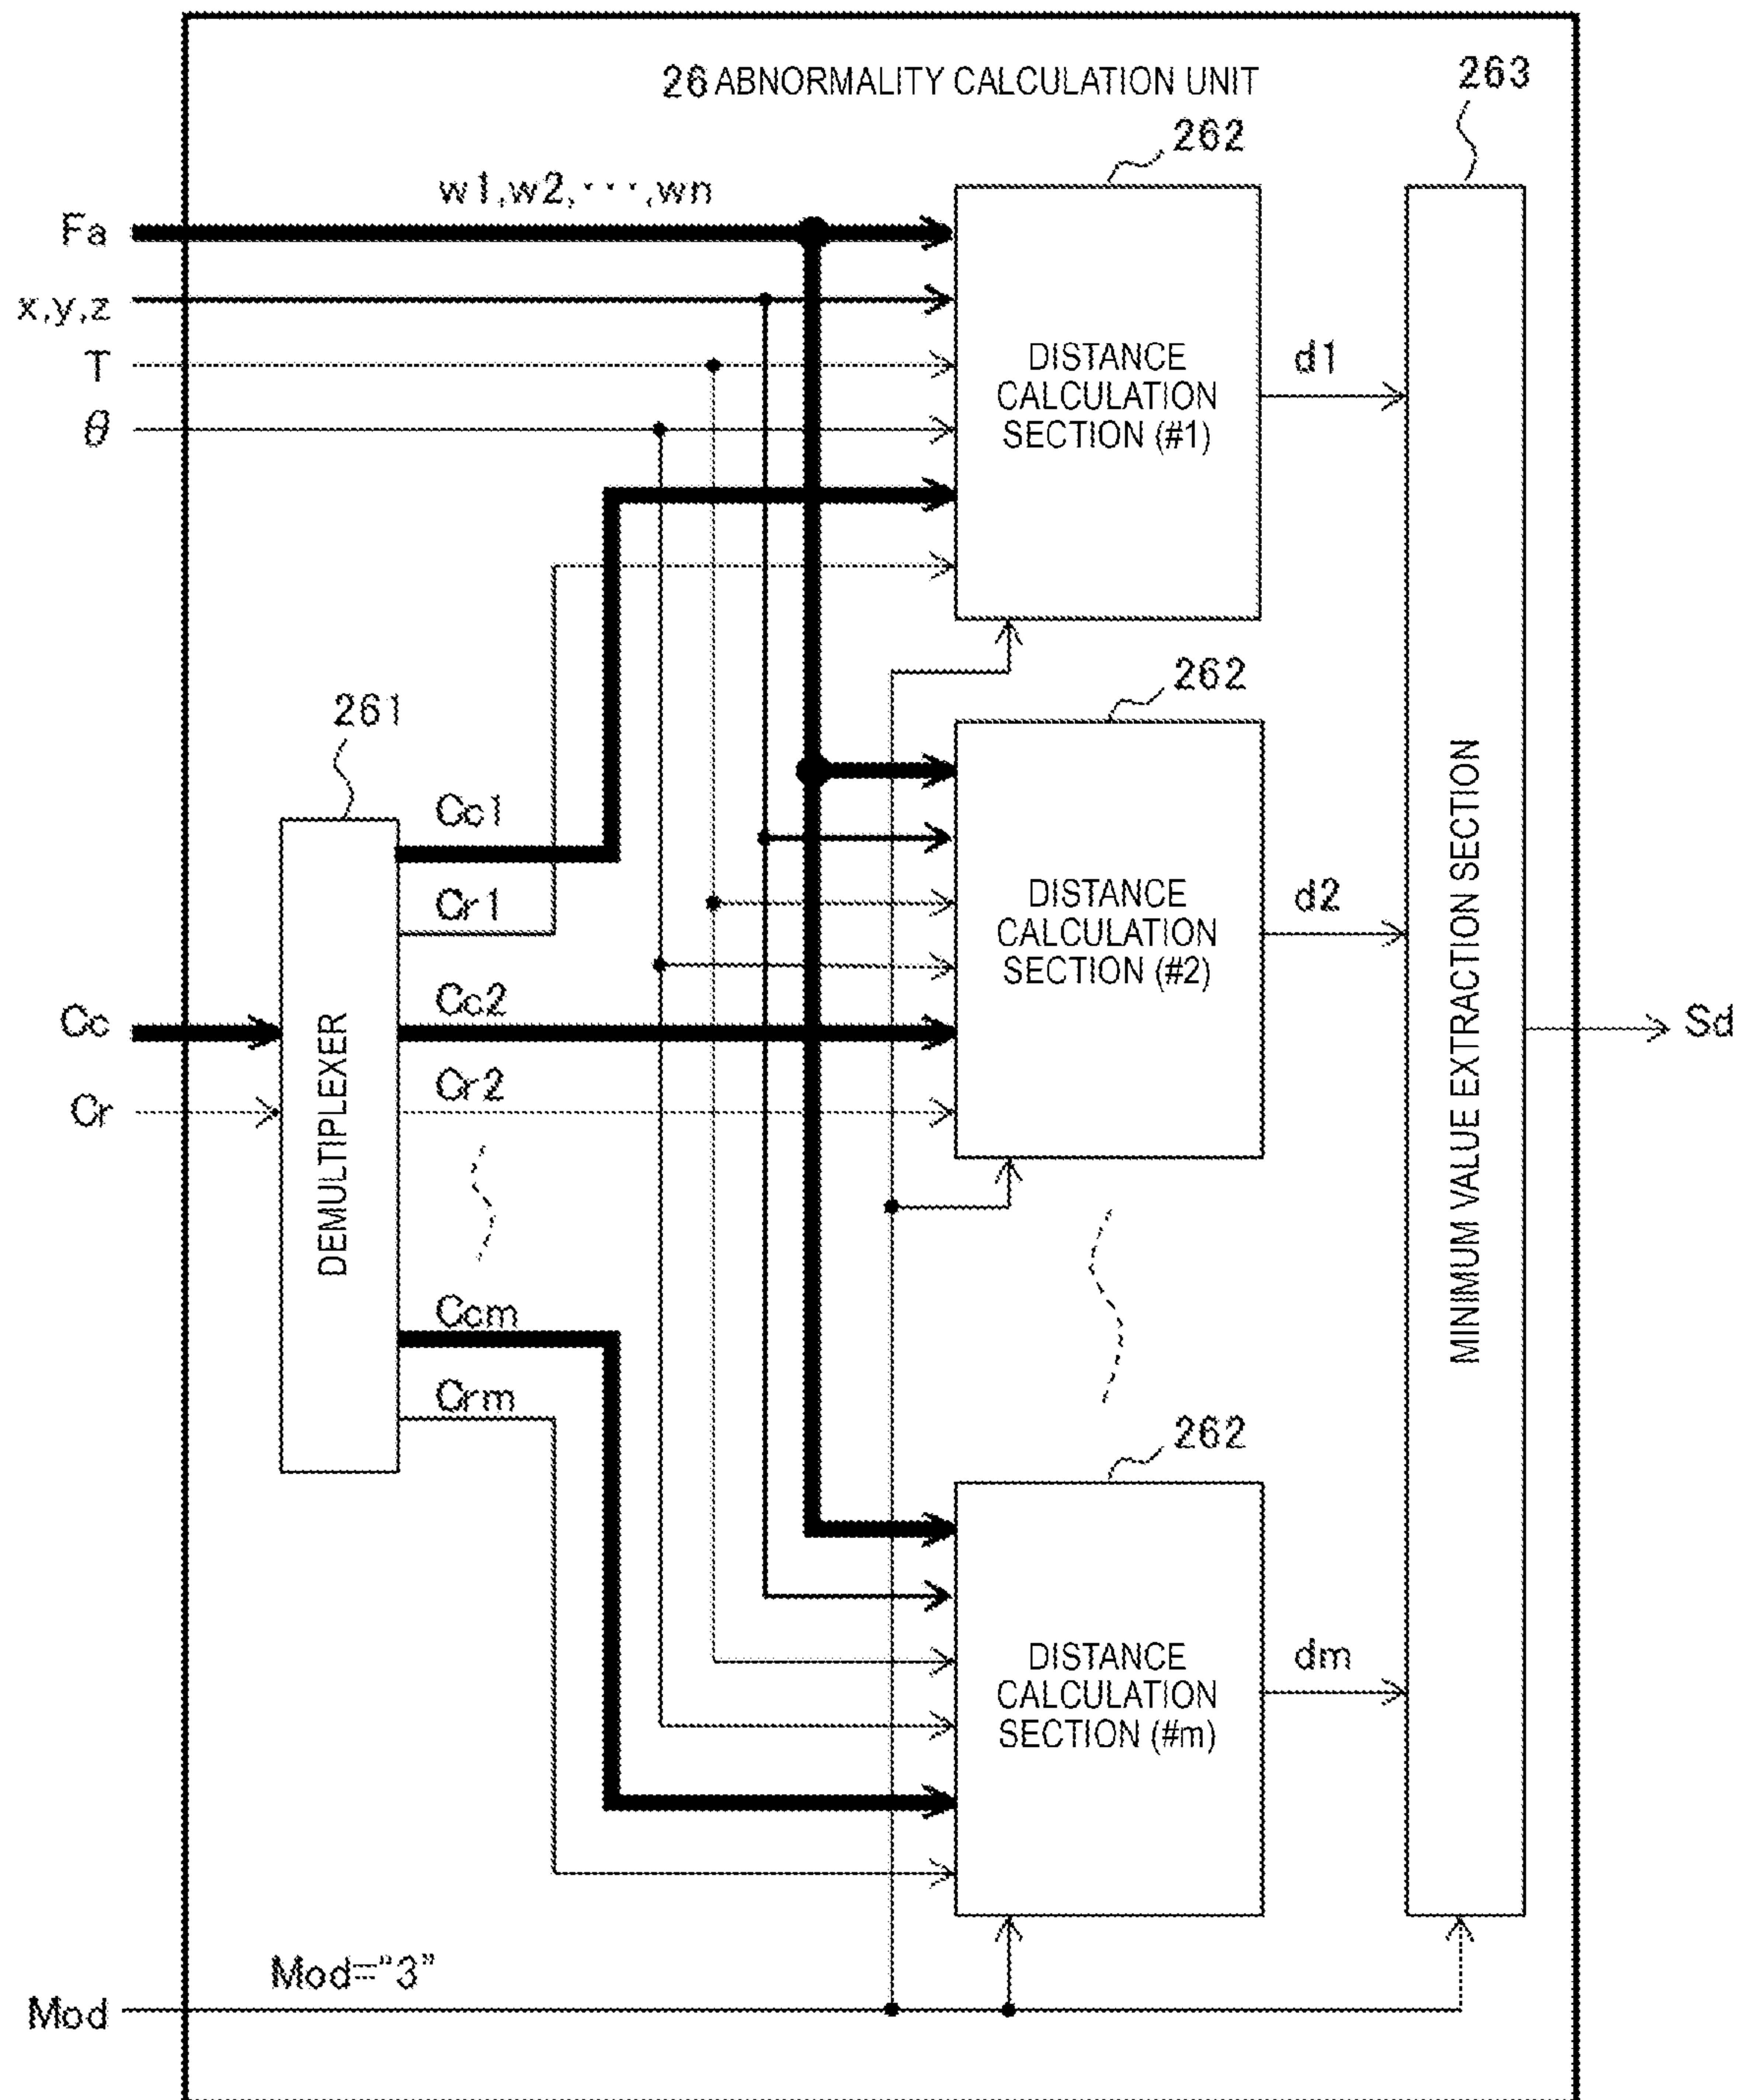 26 ABNORMALITY CALCULATION UNIT
263
262
w1,w2,···,wn
Fa
x,y,z
T
θ
DISTANCE
CALCULATION
SECTION (#1)
d1
262
261
Cc1
Cr1
DISTANCE
CALCULATION
SECTION (#2)
d2
Cc
Cc2
Cr
Cr2
DEMULTIPLEXER
MINIMUM VALUE EXTRACTION SECTION
Sd
Ccm
Crm
262
DISTANCE
CALCULATION
SECTION (#m)
dm
Mod="3"
Mod